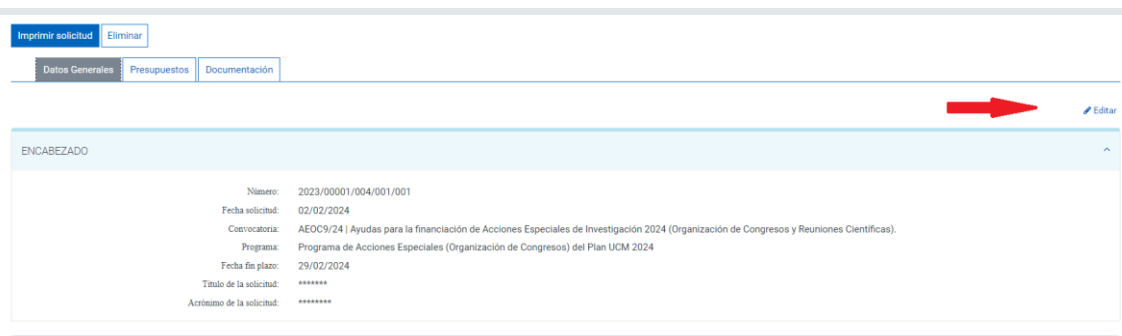 Imprimir solicitud Eliminar
Datos Generales Presupuestos Documentación
Editar
ENCABEZADO
Número: 2023/00001/004/001/001
Fecha solicitud: 02/02/2024
Convocatoria: AEOC9/24 | Ayudas para la financiación de Acciones Especiales de Investigación 2024 (Organización de Congresos y Reuniones Científicas).
Programa: Programa de Acciones Especiales (Organización de Congresos) del Plan UCM 2024
Fecha fin plazo: 29/02/2024
Título de la solicitud: *******
Acrónimo de la solicitud: ********